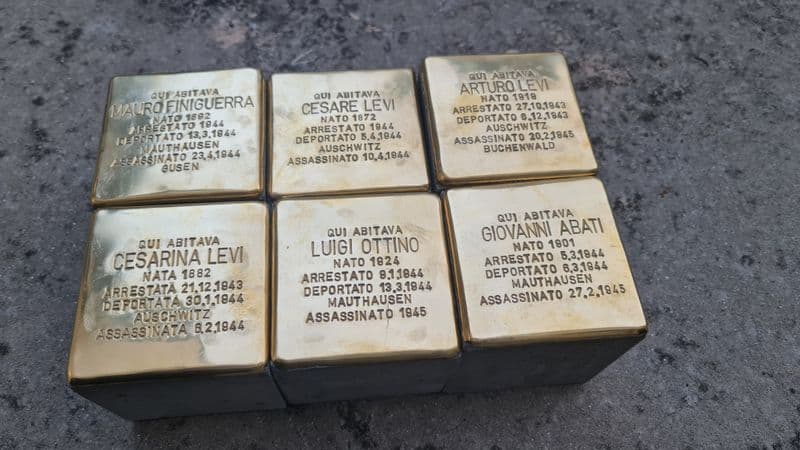 QUI ABITAVA
MAURO FINIGUERRA
NATO 1892
ARRESTATO 1944
DEPORTATO 13.3.1944
MAUTHAUSEN
ASSASSINATO 23.4.1944
GUSEN
QUI ABITAVA
CESARE LEVI
NATO 1872
ARRESTATO 1944
DEPORTATO 5.4.1944
AUSCHWITZ
ASSASSINATO 10.4.1944
QUI ABITAVA
ARTURO LEVI
NATO 1919
ARRESTATO 27.10.1943
DEPORTATO 6.12.1943
AUSCHWITZ
ASSASSINATO 20.2.1945
BUCHENWALD
QUI ABITAVA
CESARINA LEVI
NATA 1882
ARRESTATA 21.12.1943
DEPORTATA 30.1.1944
AUSCHWITZ
ASSASSINATA 6.2.1944
QUI ABITAVA
LUIGI OTTINO
NATO 1924
ARRESTATO 9.1.1944
DEPORTATO 13.3.1944
MAUTHAUSEN
ASSASSINATO 1945
QUI ABITAVA
GIOVANNI ABATI
NATO 1901
ARRESTATO 5.3.1944
DEPORTATO 6.3.1944
MAUTHAUSEN
ASSASSINATO 27.2.1945